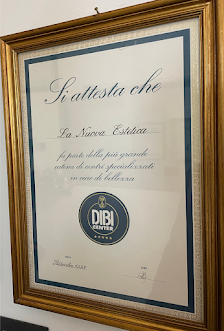 Si attesta che
La Nuova Estetica
fa parte della più grande
catena di centri specializzati
in cure di bellezza
DIBI
CENTER